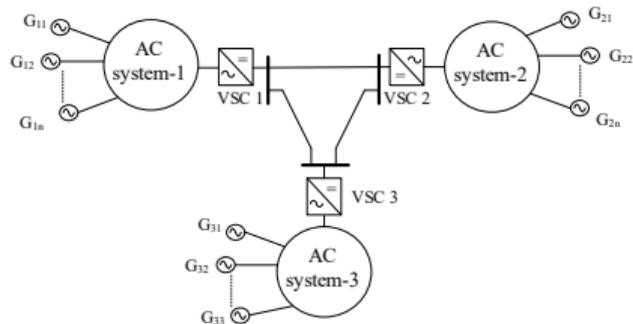 G11
G12
G1n
AC
system-1
VSC 1
VSC 2
AC
system-2
G21
G22
G2n
VSC 3
G31
G32
G33
AC
system-3